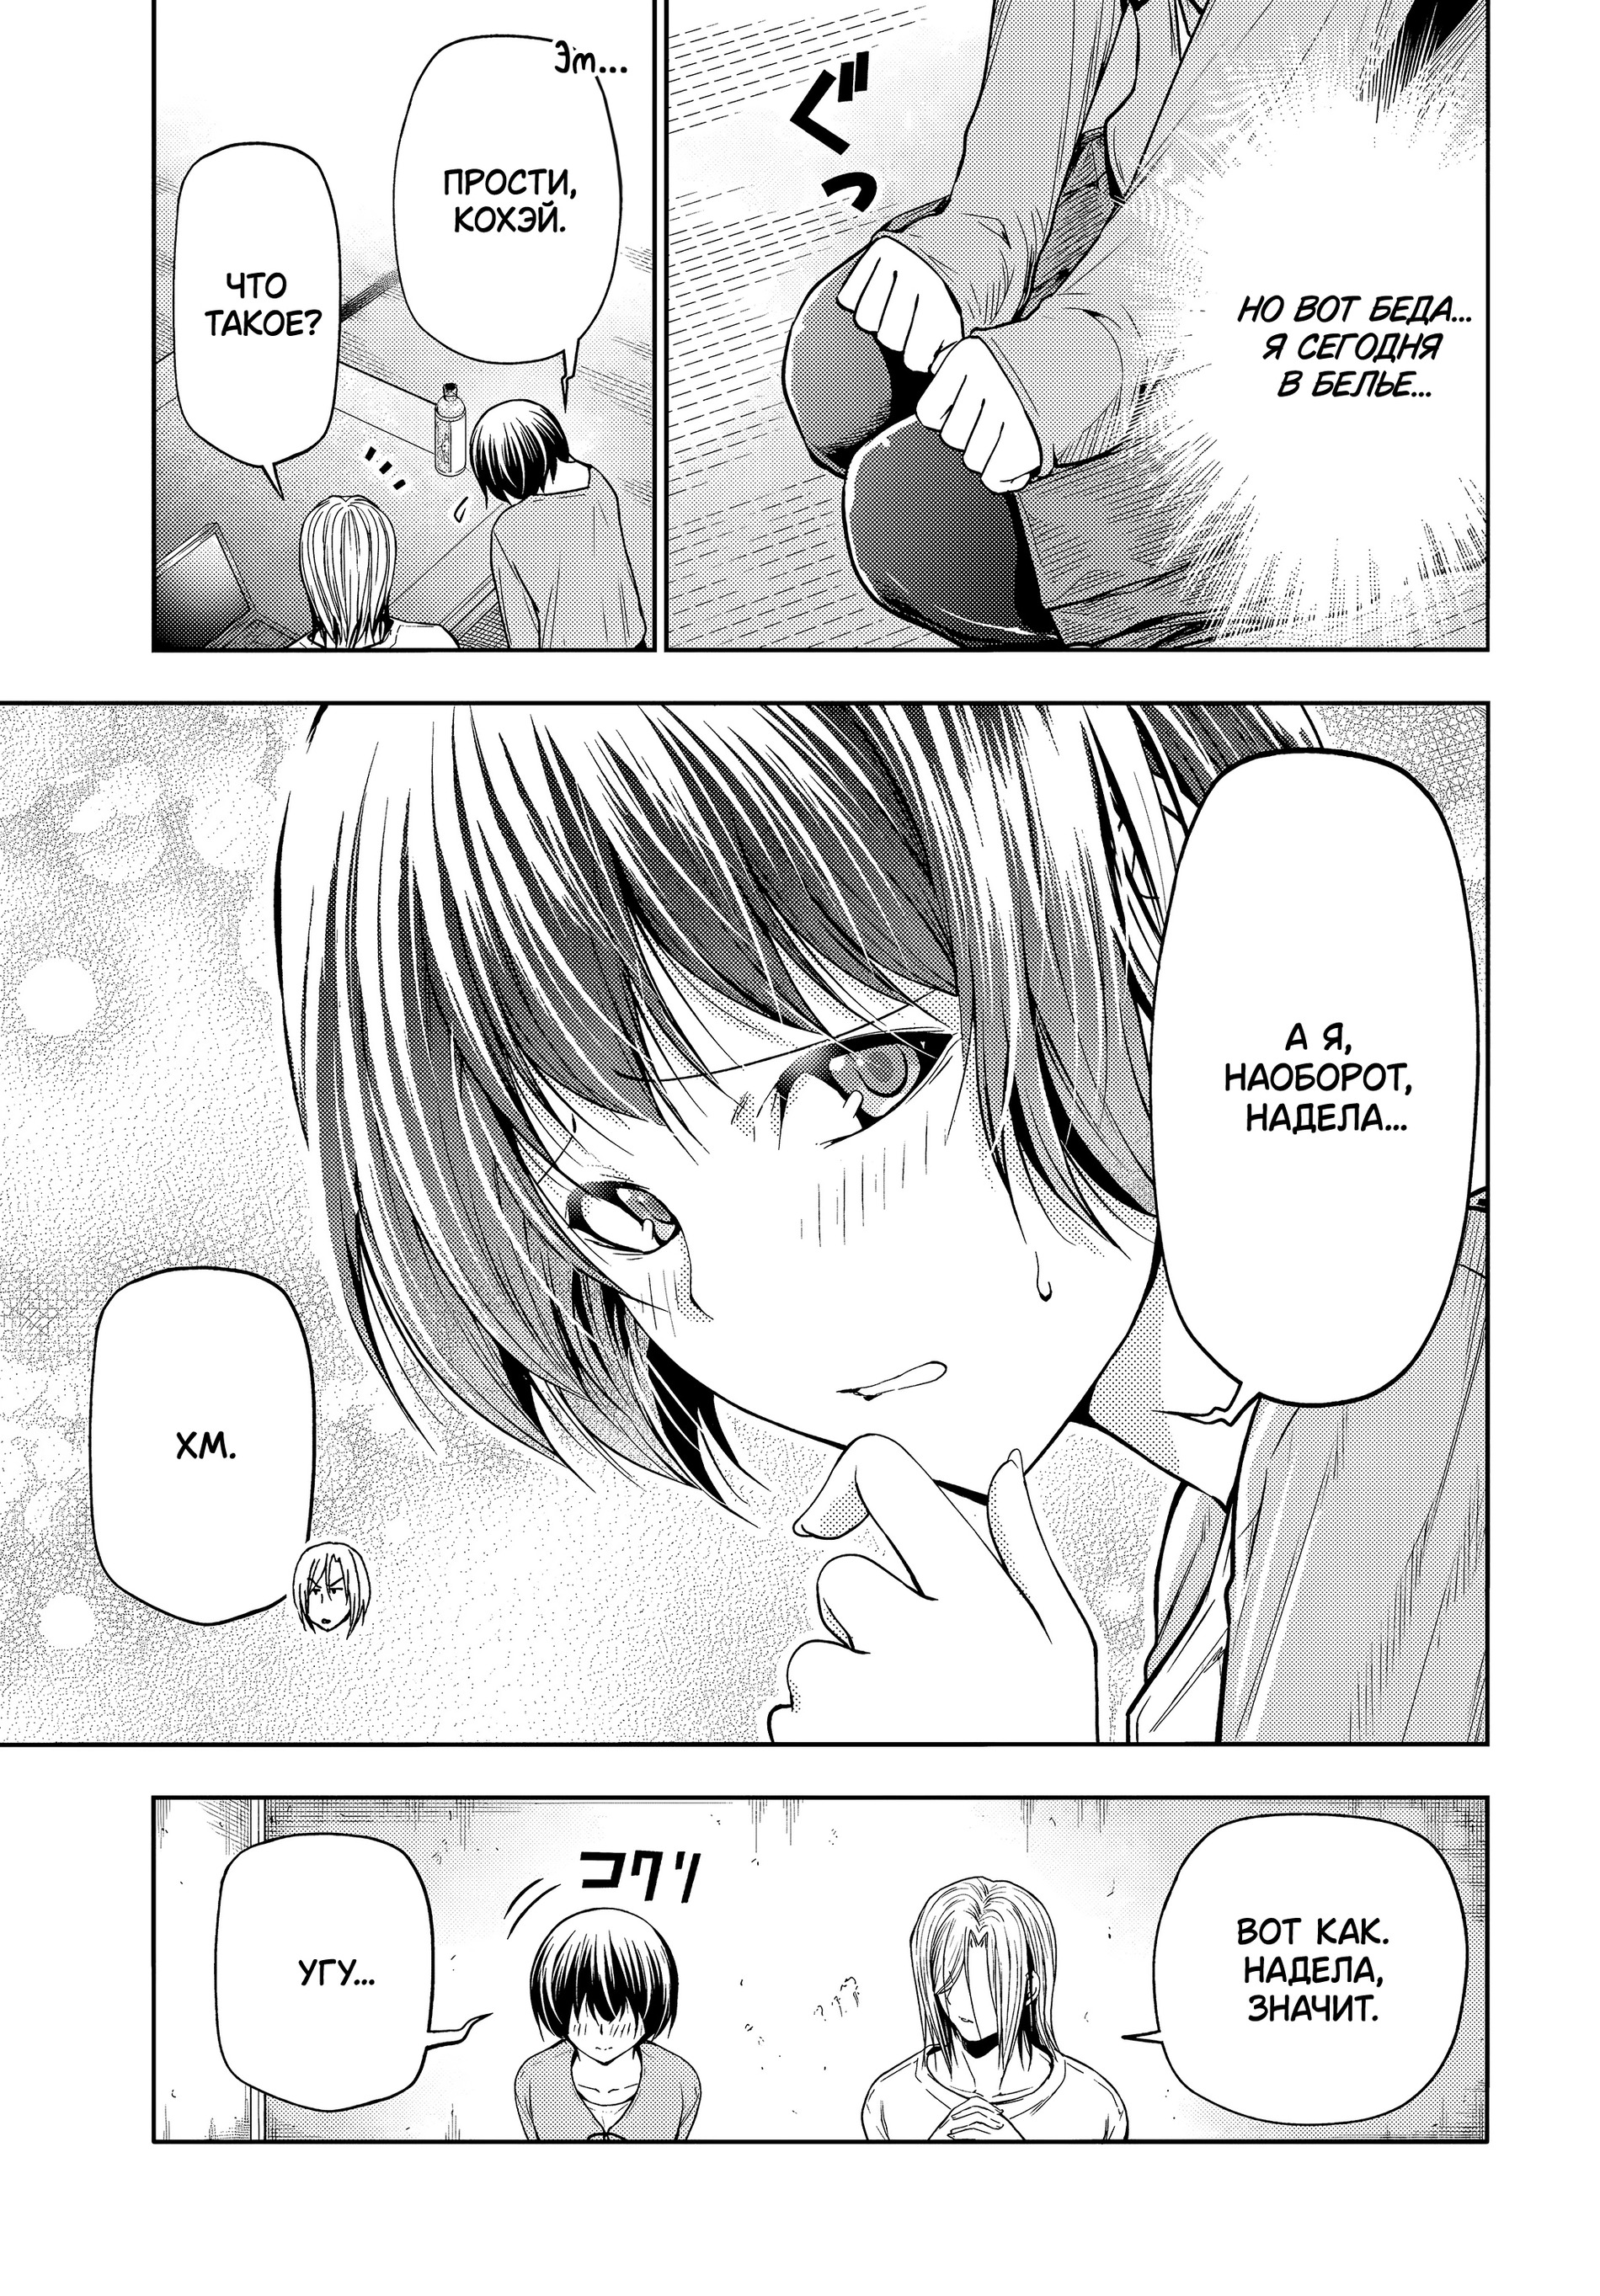 ぐっ
НО ВОТ БЕДА...
Я СЕГОДНЯ
В БЕЛЬЕ...
Эм...
ПРОСТИ,
КОХЭЙ.
ЧТО
ТАКОЕ?
А Я,
НАОБОРОТ,
НАДЕЛА...
ХМ.
ВОТ КАК.
НАДЕЛА,
ЗНАЧИТ.
コクリ
УГУ...